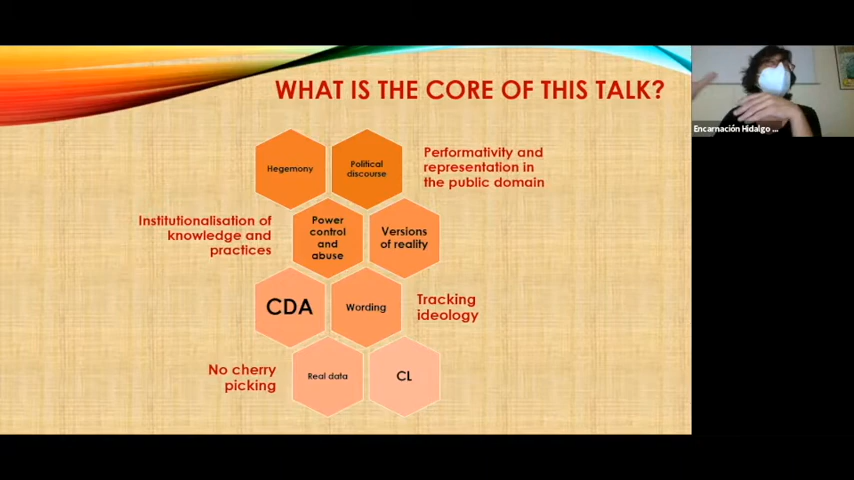 WHAT IS THE CORE OF THIS TALK?
Encarnación Hidalgo ...
Hegemony
Political
discourse
Performativity and
representation in
the public domain
Institutionalisation of
knowledge and
practices
Power
control
and
abuse
Versions
of reality
CDA
Wording
Tracking
ideology
No cherry
picking
Real data
CL